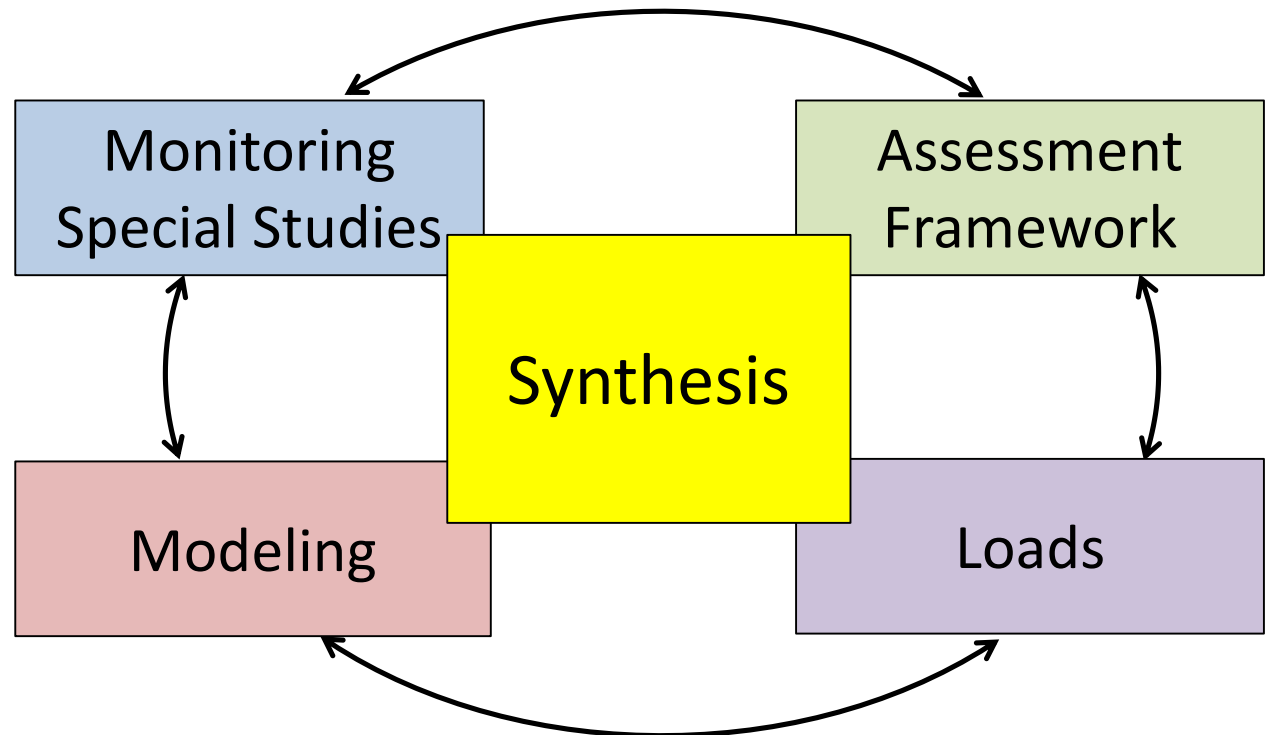 Monitoring
Special Studies
Assessment
Framework
Synthesis
Modeling
Loads